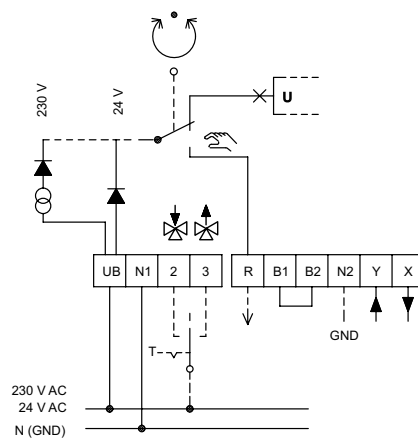 230 V
24 V
U
UB N1 2 3 R B1 B2 N2 Y X
GND
T
230 V AC
24 V AC
N (GND)